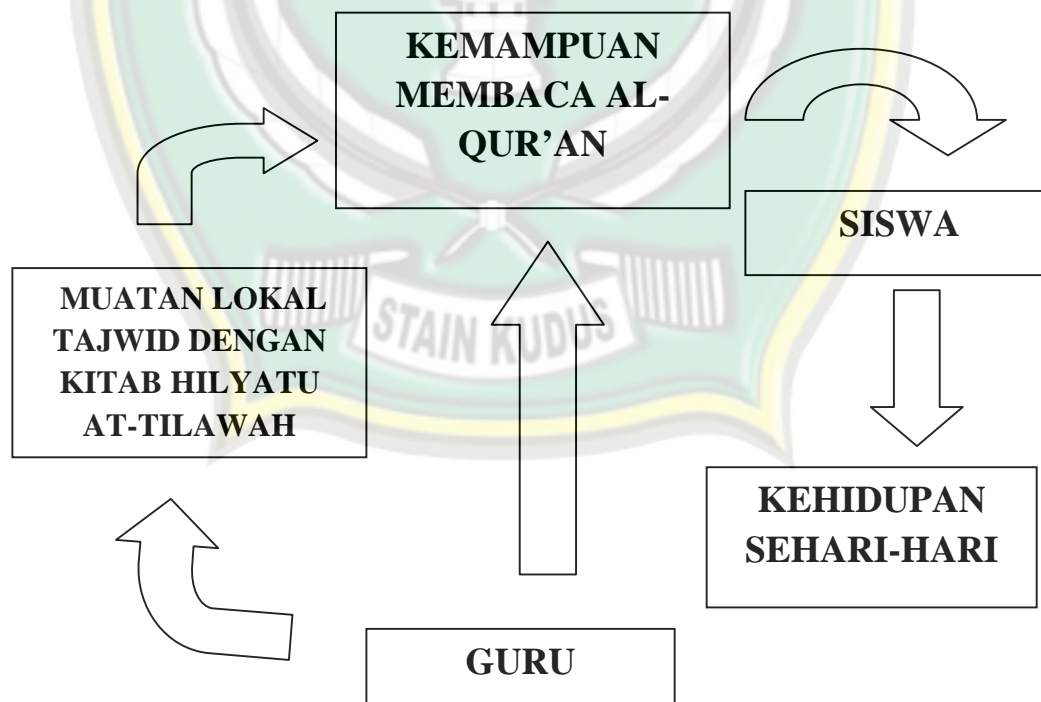 KEMAMPUAN
MEMBACA AL-
QUR’AN
SISWA
MUATAN LOKAL
TAJWID DENGAN
KITAB HILYATU
AT-TILAWAH
STAIN KUDUS
KEHIDUPAN
SEHARI-HARI
GURU